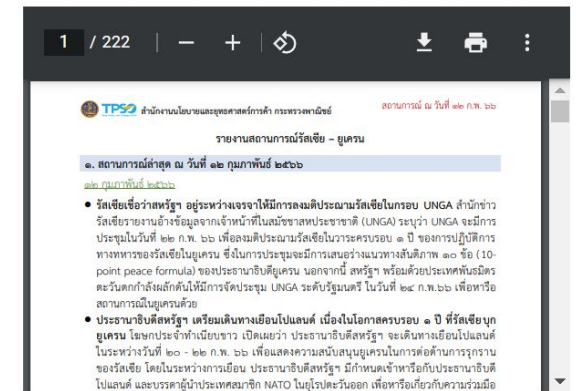 1 / 222
TPSO สำนักงานนโยบายและยุทธศาสตร์การค้า กระทรวงพาณิชย์
สถานการณ์ ณ วันที่ ๑๒ ก.พ. ๖๖
รายงานสถานการณ์รัสเซีย – ยูเครน
๑. สถานการณ์ล่าสุด ณ วันที่ ๑๒ กุมภาพันธ์ ๒๕๖๖
๑๒ กุมภาพันธ์ ๒๕๖๖
● รัสเซียเชื่อว่าสหรัฐฯ อยู่ระหว่างเจรจาให้มีการลงมติประณามรัสเซียในกรอบ UNGA สำนักข่าว
รัสเซียรายงานอ้างข้อมูลจากเจ้าหน้าที่ในสมัชชาสหประชาชาติ (UNGA) ระบุว่า UNGA จะมีการ
ประชุมในวันที่ ๒๒ ก.พ. ๖๖ เพื่อลงมติประณามรัสเซียในวาระครบรอบ ๑ ปี ของการปฏิบัติการ
ทางทหารของรัสเซียในยูเครน ซึ่งในการประชุมจะมีการเสนอร่างแนวทางสันติภาพ ๑๐ ข้อ (10-
point peace formula) ของประธานาธิบดียูเครน นอกจากนี้ สหรัฐฯ พร้อมด้วยประเทศพันธมิตร
ตะวันตกกำลังผลักดันให้มีการจัดประชุม UNGA ระดับรัฐมนตรี ในวันที่ ๒๔ ก.พ.๖๖ เพื่อหารือ
สถานการณ์ในยูเครนด้วย
● ประธานาธิบดีสหรัฐฯ เตรียมเดินทางเยือนโปแลนด์ เนื่องในโอกาสครบรอบ ๑ ปี ที่รัสเซียบุก
ยูเครน โฆษกประจำทำเนียบขาว เปิดเผยว่า ประธานาธิบดีสหรัฐฯ จะเดินทางเยือนโปแลนด์
ในระหว่างวันที่ ๒๐ - ๒๒ ก.พ. ๖๖ เพื่อแสดงความสนับสนุนยูเครนในการต่อต้านการรุกราน
ของรัสเซีย โดยในระหว่างการเยือน ประธานาธิบดีสหรัฐฯ มีกำหนดเข้าหารือกับประธานาธิบดี
โปแลนด์ และบรรดาผู้นำประเทศสมาชิก NATO ในยุโรปตะวันออก เพื่อหารือเกี่ยวกับความร่วมมือ